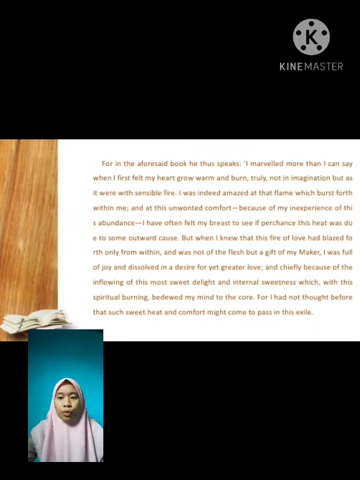 K
KINEMASTER
For in the aforesaid book he thus speaks: 'I marvelled more than I can say
when I first felt my heart grow warm and burn, truly, not in imagination but as
it were with sensible fire. I was indeed amazed at that flame which burst forth
within me; and at this unwonted comfort—because of my inexperience of thi
s abundance—I have often felt my breast to see if perchance this heat was du
e to some outward cause. But when I knew that this fire of love had blazed fo
rth only from within, and was not of the flesh but a gift of my Maker, I was full
of joy and dissolved in a desire for yet greater love; and chiefly because of the
inflowing of this most sweet delight and internal sweetness which, with this
spiritual burning, bedewed my mind to the core. For I had not thought before
that such sweet heat and comfort might come to pass in this exile.